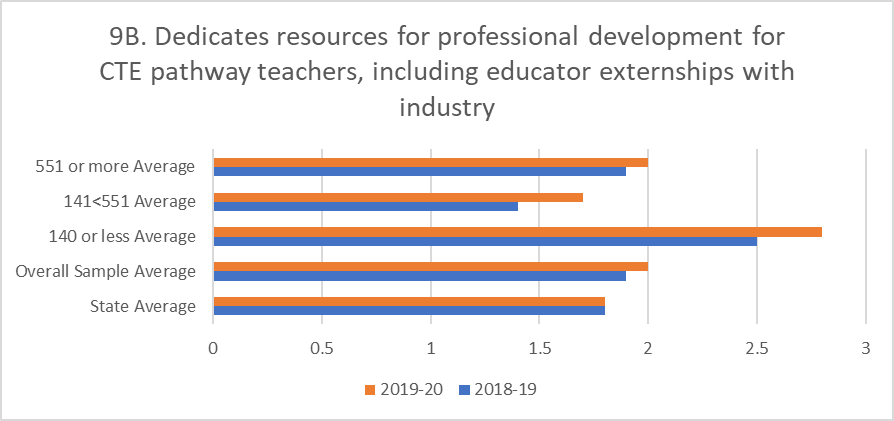 9B. Dedicates resources for professional development for
CTE pathway teachers, including educator externships with
industry
551 or more Average
141<551 Average
140 or less Average
Overall Sample Average
State Average
0 0.5 1 1.5 2 2.5 3
2019-20 2018-19